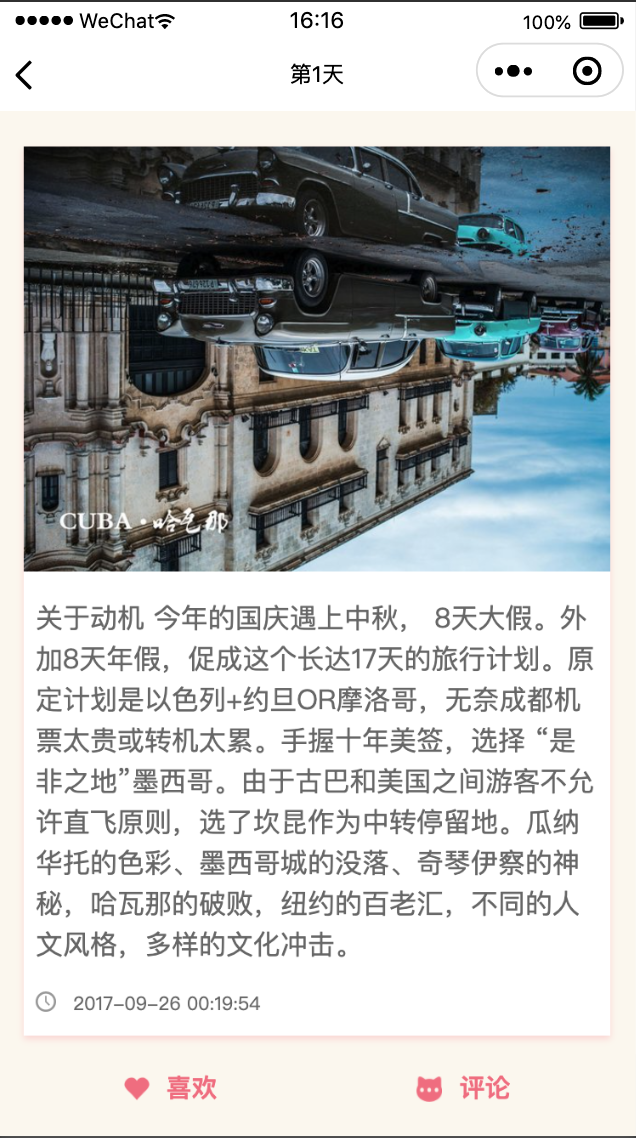 WeChat 16:16 100%
第1天
CUBA·哈瓦那
关于动机 今年的国庆遇上中秋， 8天大假。外
加8天年假，促成这个长达17天的旅行计划。原
定计划是以色列+约旦OR摩洛哥，无奈成都机
票太贵或转机太累。手握十年美签，选择 “是
非之地”墨西哥。由于古巴和美国之间游客不允
许直飞原则，选了坎昆作为中转停留地。瓜纳
华托的色彩、墨西哥城的没落、奇琴伊察的神
秘，哈瓦那的破败，纽约的百老汇，不同的人
文风格，多样的文化冲击。
2017-09-26 00:19:54
喜欢 评论